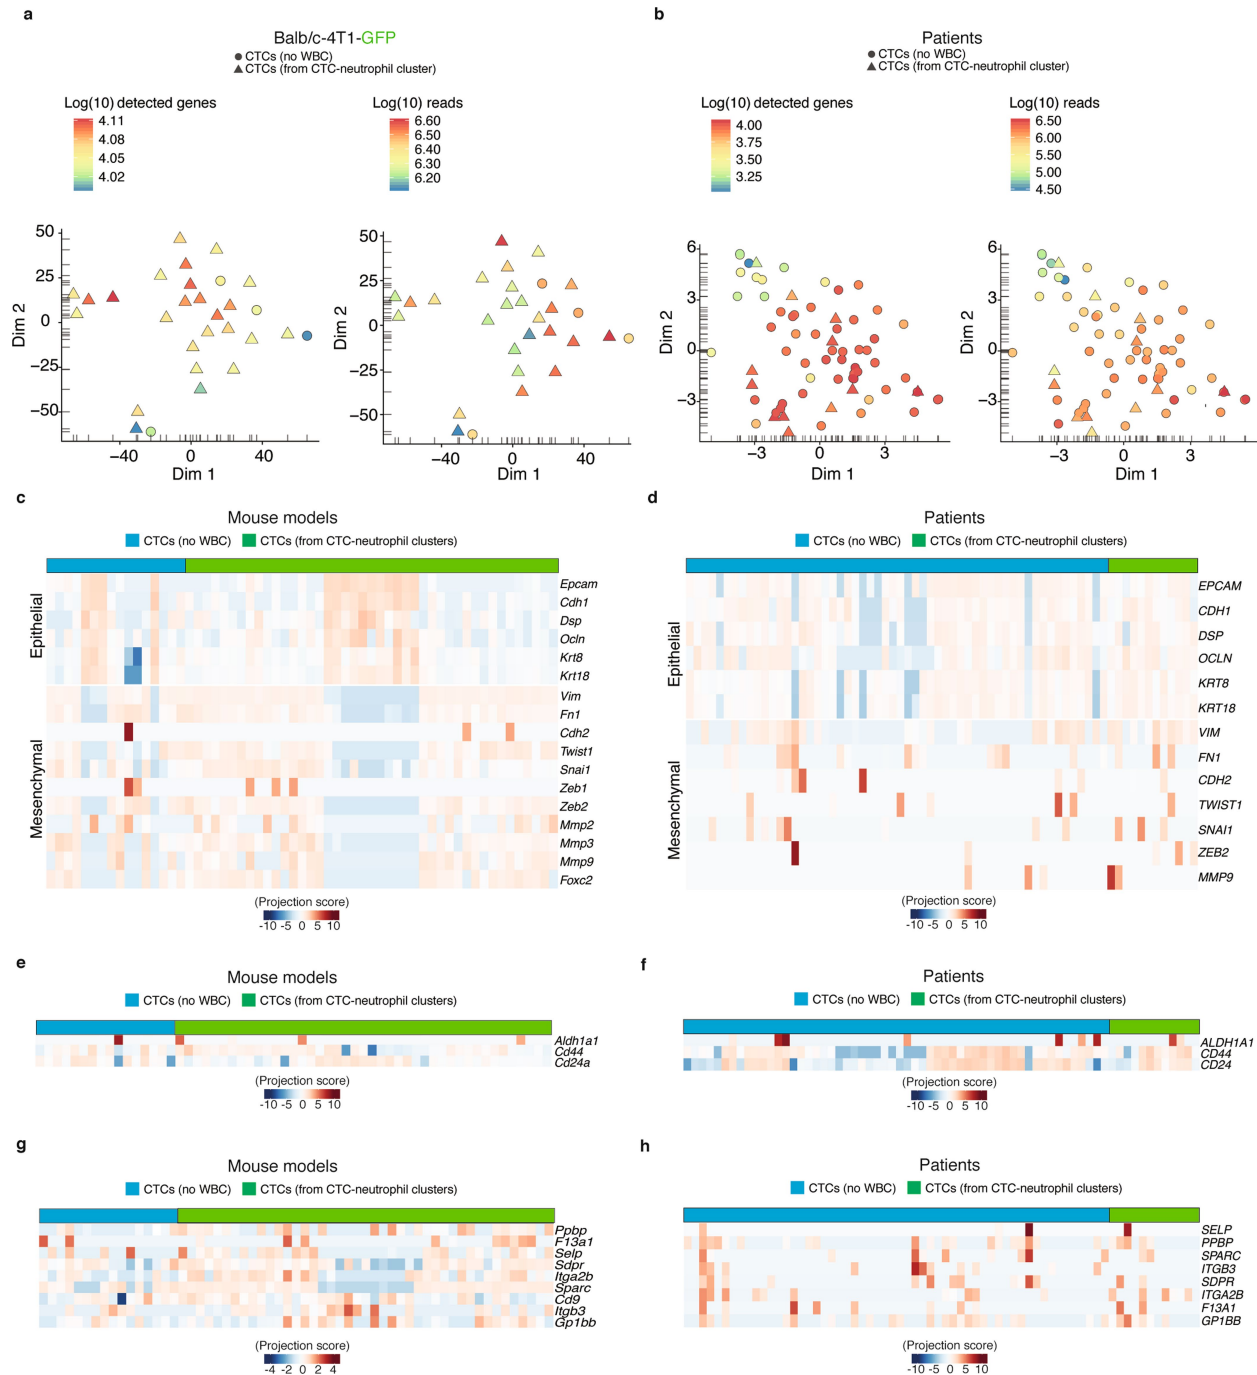 a
Balb/c-4T1-GFP
CTCs (no WBC)
CTCs (from CTC-neutrophil cluster)
Log(10) detected genes
4.11
4.08
4.05
4.02
Log(10) reads
6.60
6.50
6.40
6.30
6.20
Dim 2
50
25
0
−25
−50
−40
0
40
Dim 1
Dim 2
50
25
0
−25
−50
−40
0
40
Dim 1
b
Patients
CTCs (no WBC)
CTCs (from CTC-neutrophil cluster)
Log(10) detected genes
4.00
3.75
3.50
3.25
Log(10) reads
6.50
6.00
5.50
5.00
4.50
Dim 2
6
3
0
−3
−3
0
3
Dim 1
Dim 2
6
3
0
−3
−3
0
3
Dim 1
c
Mouse models
CTCs (no WBC)
CTCs (from CTC-neutrophil clusters)
Epithelial
Epcam
Cdh1
Dsp
Ocln
Krt8
Krt18
Mesenchymal
Vim
Fn1
Cdh2
Twist1
Snai1
Zeb1
Zeb2
Mmp2
Mmp3
Mmp9
Foxc2
(Projection score)
-10 -5 0 5 10
d
Patients
CTCs (no WBC)
CTCs (from CTC-neutrophil clusters)
Epithelial
EPCAM
CDH1
DSP
OCLN
KRT8
KRT18
Mesenchymal
VIM
FN1
CDH2
TWIST1
SNAI1
ZEB2
MMP9
(Projection score)
-10 -5 0 5 10
e
Mouse models
CTCs (no WBC)
CTCs (from CTC-neutrophil clusters)
Aldh1a1
Cd44
Cd24a
(Projection score)
-10 -5 0 5 10
f
Patients
CTCs (no WBC)
CTCs (from CTC-neutrophil clusters)
ALDH1A1
CD44
CD24
(Projection score)
-10 -5 0 5 10
g
Mouse models
CTCs (no WBC)
CTCs (from CTC-neutrophil clusters)
Ppbp
F13a1
Selp
Sdpr
Itga2b
Sparc
Cd9
Itgb3
Gp1bb
(Projection score)
-4 -2 0 2 4
h
Patients
CTCs (no WBC)
CTCs (from CTC-neutrophil clusters)
SELP
PPBP
SPARC
ITGB3
SDPR
ITGA2B
F13A1
GP1BB
(Projection score)
-10 -5 0 5 10